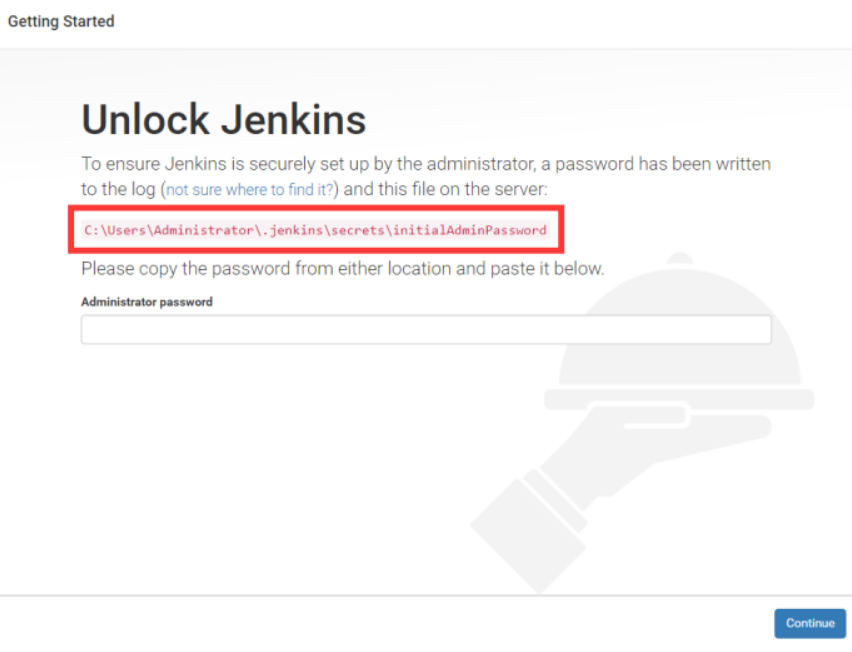 Getting Started
Unlock Jenkins
To ensure Jenkins is securely set up by the administrator, a password has been written
to the log (not sure where to find it?) and this file on the server:
C:\Users\Administrator\.jenkins\secrets\initialAdminPassword
Please copy the password from either location and paste it below.
Administrator password
Continue